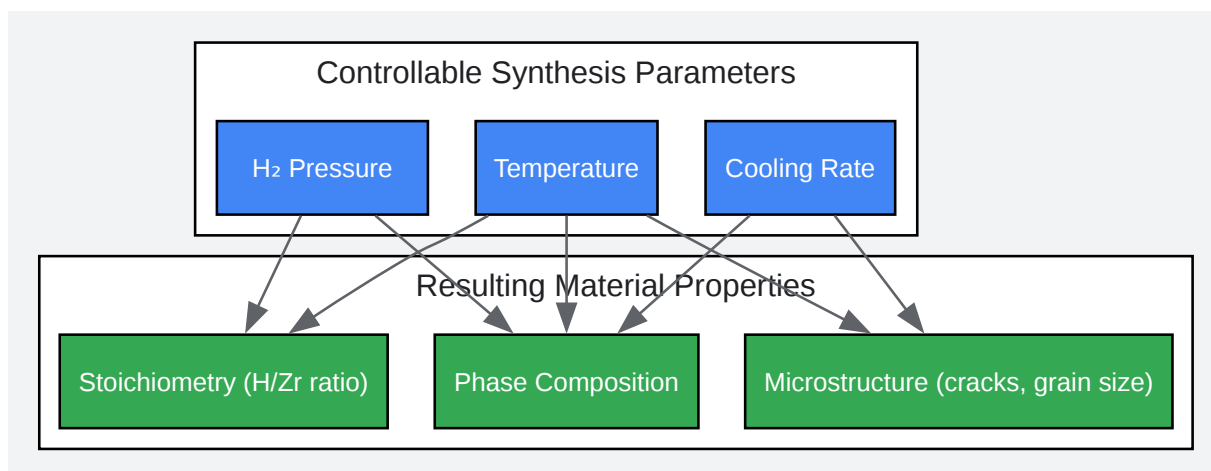 Controllable Synthesis Parameters
H₂ Pressure
Temperature
Cooling Rate
Resulting Material Properties
Stoichiometry (H/Zr ratio)
Phase Composition
Microstructure (cracks, grain size)